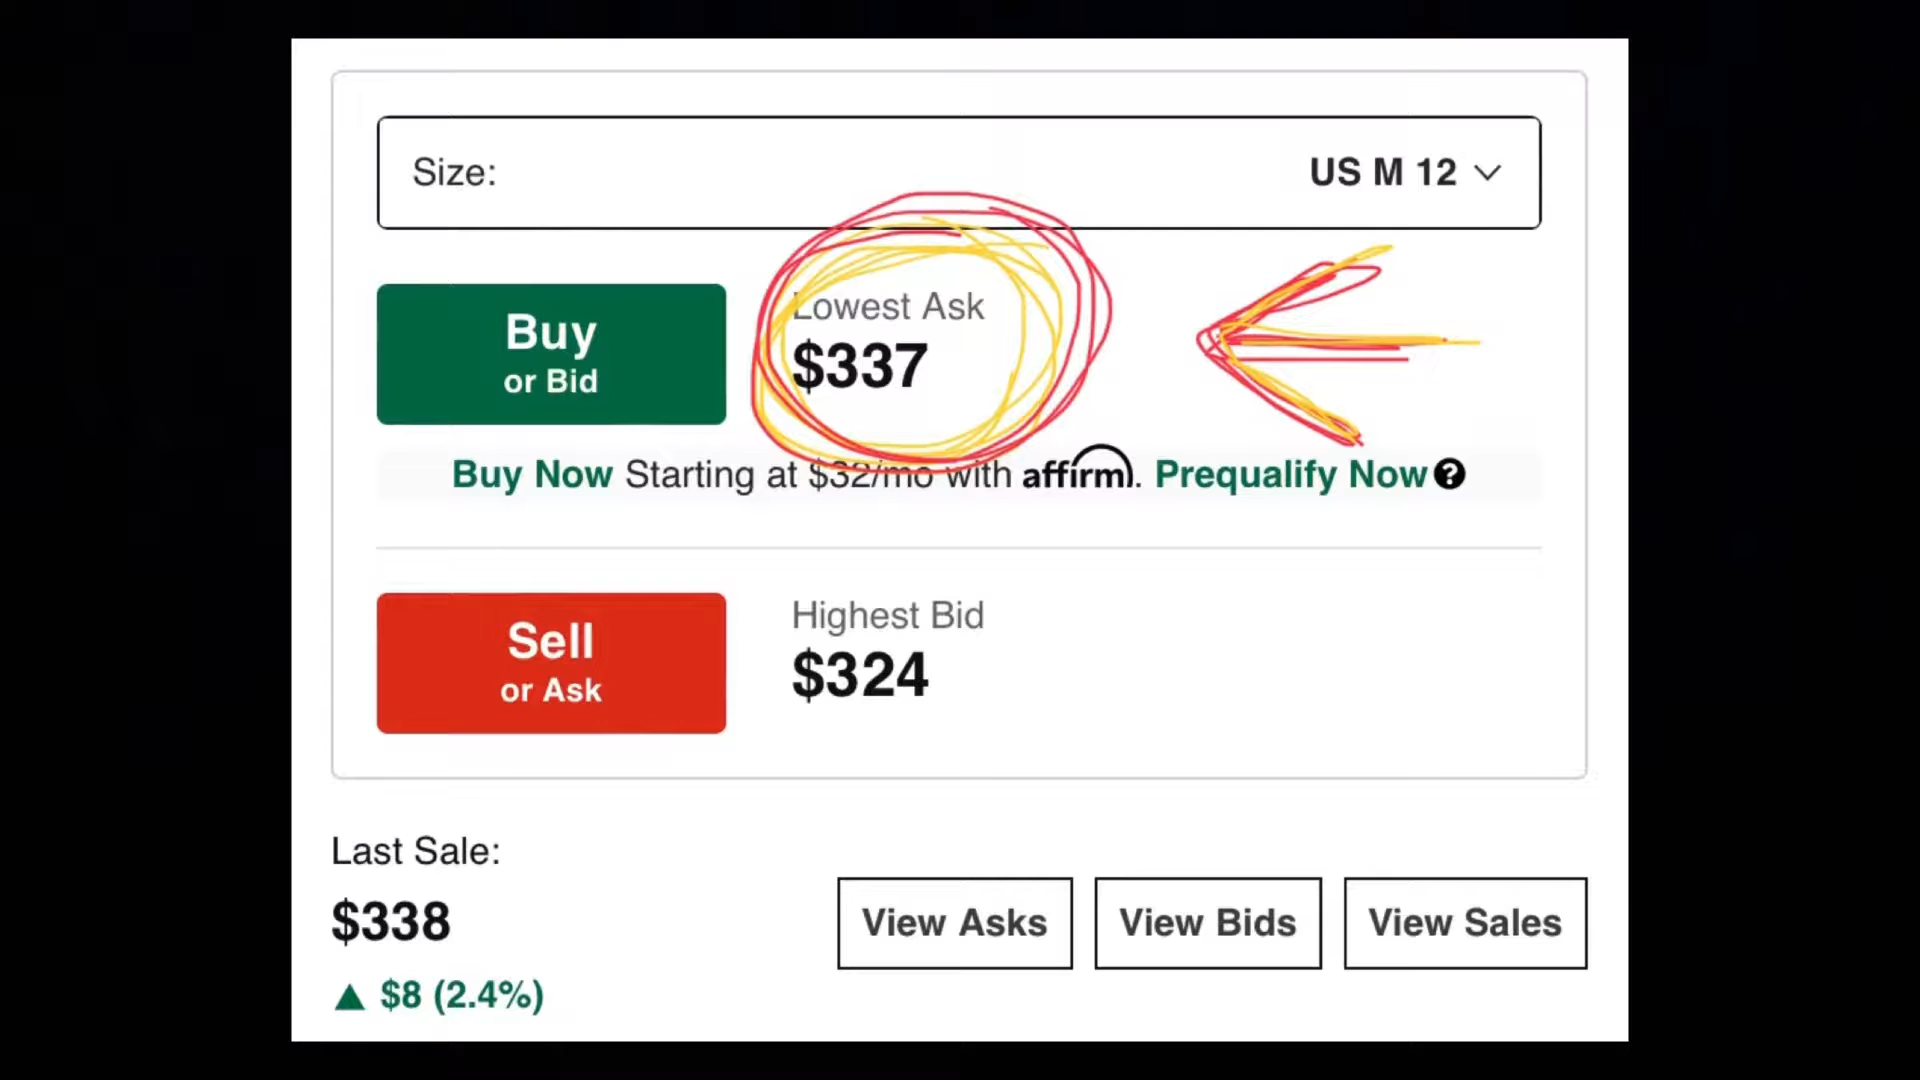 Size: US M 12
Buy
or Bid
Lowest Ask
$337
Buy Now Starting at $32/mo with affirm. Prequalify Now ?
Sell
or Ask
Highest Bid
$324
Last Sale:
$338
▲ $8 (2.4%)
View Asks
View Bids
View Sales